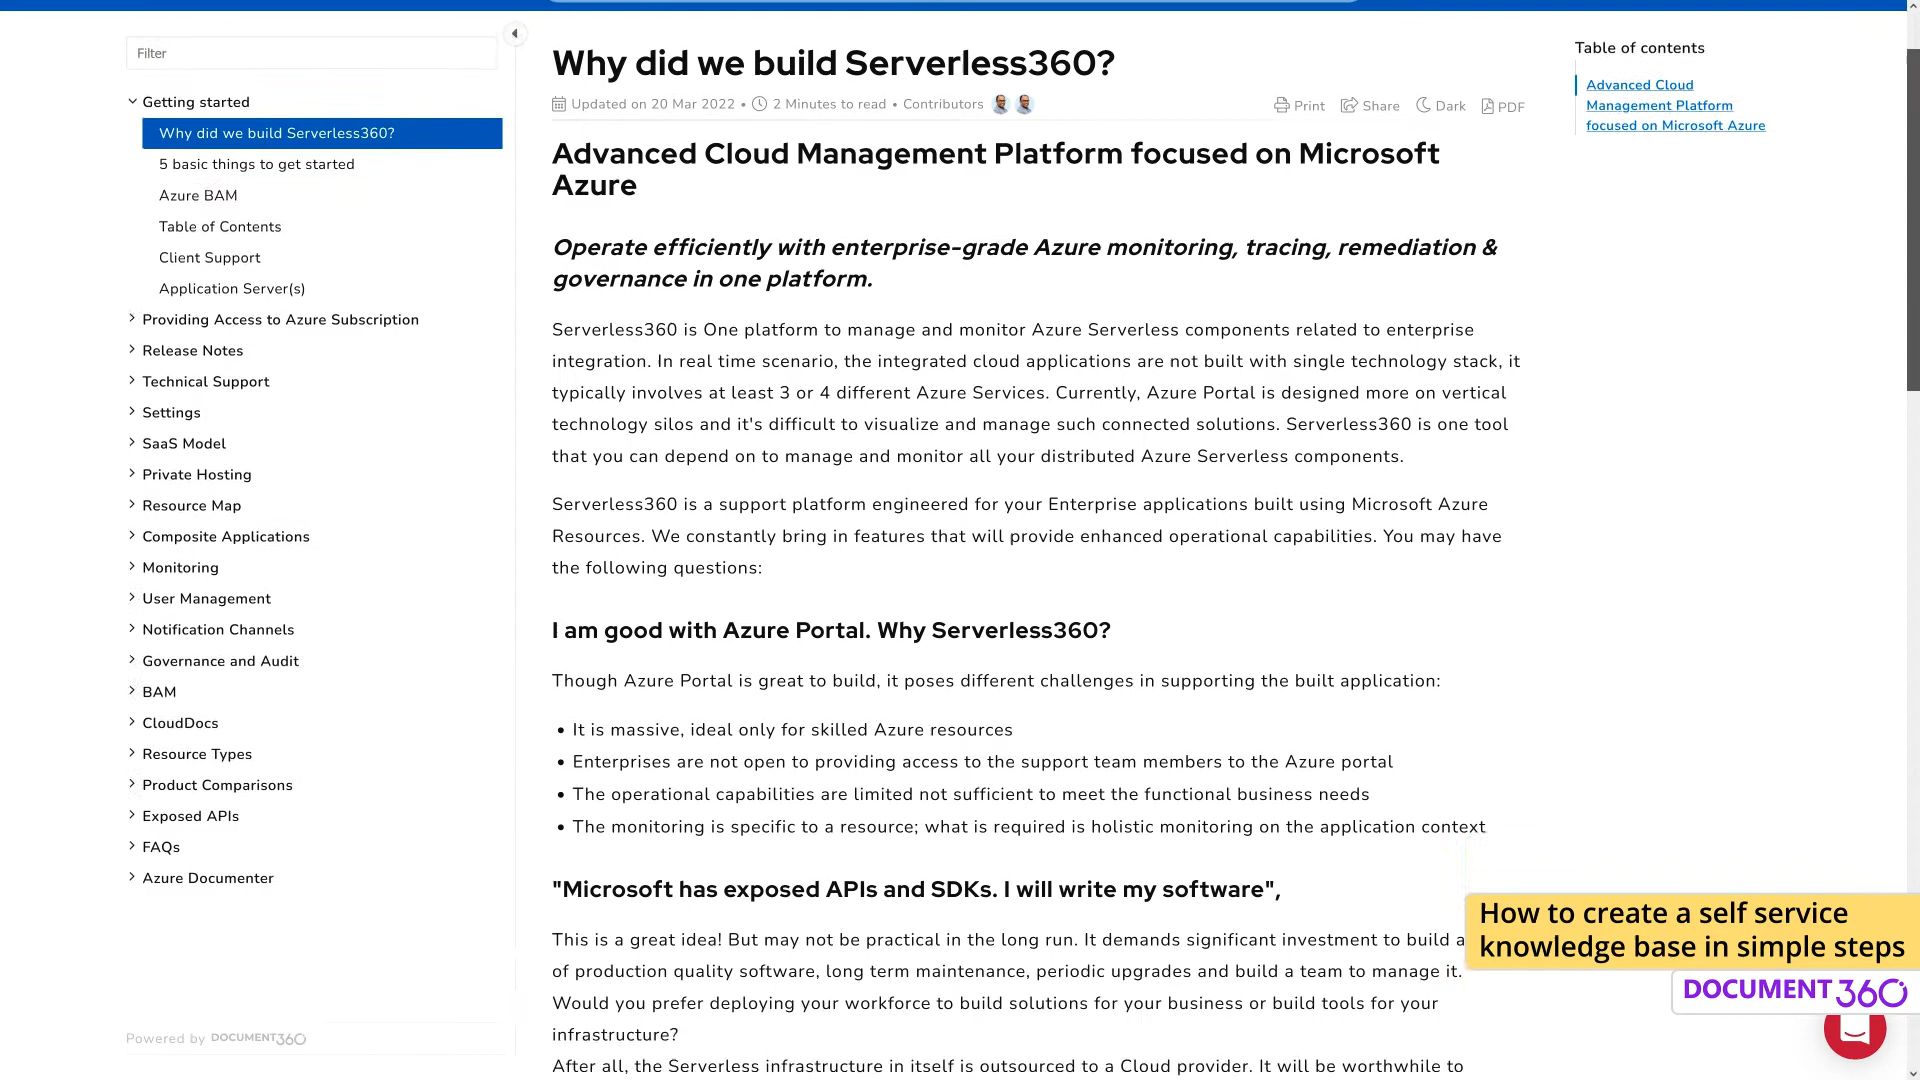 Filter
Getting started
Why did we build Serverless360?
5 basic things to get started
Azure BAM
Table of Contents
Client Support
Application Server(s)
Providing Access to Azure Subscription
Release Notes
Technical Support
Settings
SaaS Model
Private Hosting
Resource Map
Composite Applications
Monitoring
User Management
Notification Channels
Governance and Audit
BAM
CloudDocs
Resource Types
Product Comparisons
Exposed APIs
FAQs
Azure Documenter
Powered by DOCUMENT360
Why did we build Serverless360?
Updated on 20 Mar 2022 • 2 Minutes to read • Contributors
Print Share Dark PDF
Advanced Cloud Management Platform focused on Microsoft
Azure
Operate efficiently with enterprise-grade Azure monitoring, tracing, remediation &
governance in one platform.
Serverless360 is One platform to manage and monitor Azure Serverless components related to enterprise
integration. In real time scenario, the integrated cloud applications are not built with single technology stack, it
typically involves at least 3 or 4 different Azure Services. Currently, Azure Portal is designed more on vertical
technology silos and it's difficult to visualize and manage such connected solutions. Serverless360 is one tool
that you can depend on to manage and monitor all your distributed Azure Serverless components.
Serverless360 is a support platform engineered for your Enterprise applications built using Microsoft Azure
Resources. We constantly bring in features that will provide enhanced operational capabilities. You may have
the following questions:
I am good with Azure Portal. Why Serverless360?
Though Azure Portal is great to build, it poses different challenges in supporting the built application:
• It is massive, ideal only for skilled Azure resources
• Enterprises are not open to providing access to the support team members to the Azure portal
• The operational capabilities are limited not sufficient to meet the functional business needs
• The monitoring is specific to a resource; what is required is holistic monitoring on the application context
"Microsoft has exposed APIs and SDKs. I will write my software",
This is a great idea! But may not be practical in the long run. It demands significant investment to build a
of production quality software, long term maintenance, periodic upgrades and build a team to manage it.
Would you prefer deploying your workforce to build solutions for your business or build tools for your
infrastructure?
After all, the Serverless infrastructure in itself is outsourced to a Cloud provider. It will be worthwhile to
Table of contents
Advanced Cloud
Management Platform
focused on Microsoft Azure
How to create a self service
knowledge base in simple steps
DOCUMENT360